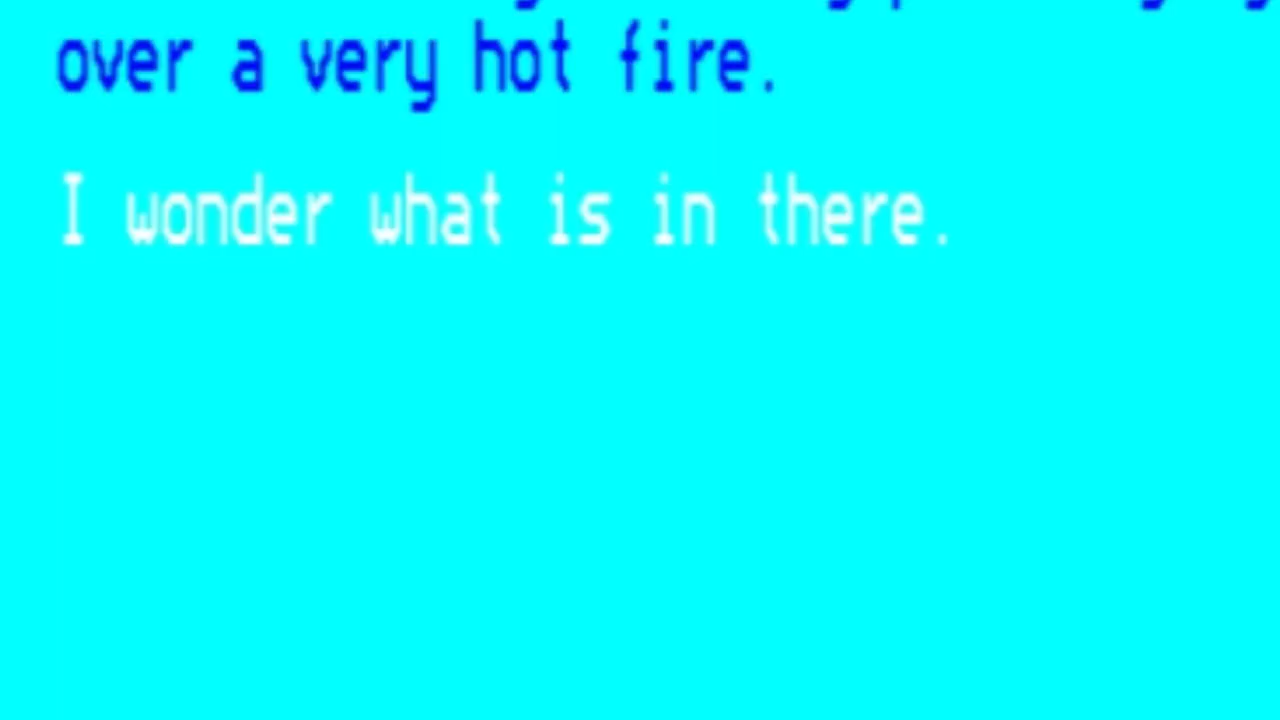 over a very hot fire.
I wonder what is in there.